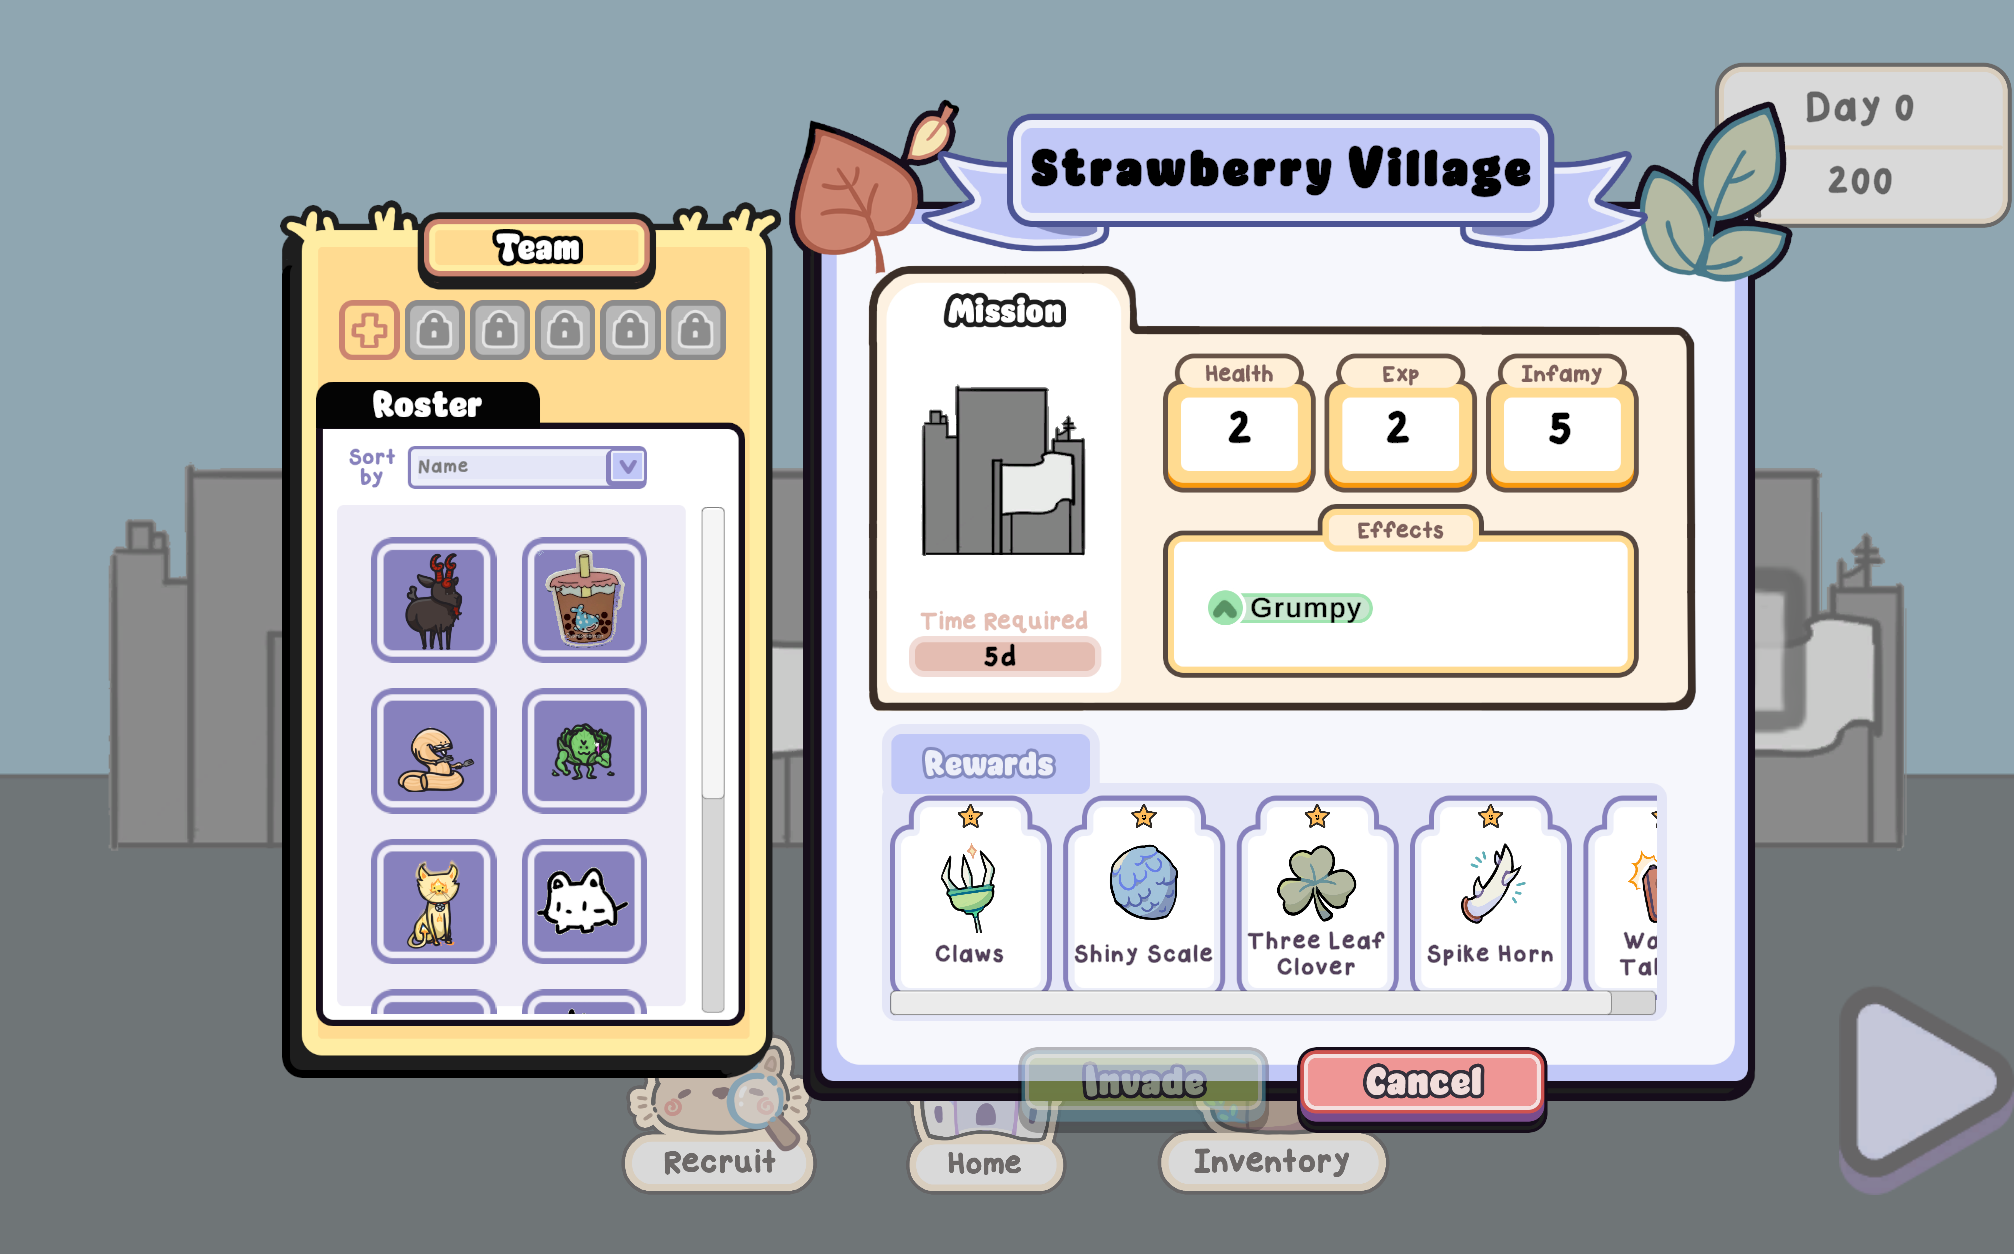 Day 0
200
Strawberry Village
Team
Roster
Sort
by
Name
Mission
Time Required
5d
Health
2
Exp
2
Infamy
5
Effects
Grumpy
Rewards
Claws
Shiny Scale
Three Leaf
Clover
Spike Horn
Invade
Cancel
Recruit
Home
Inventory